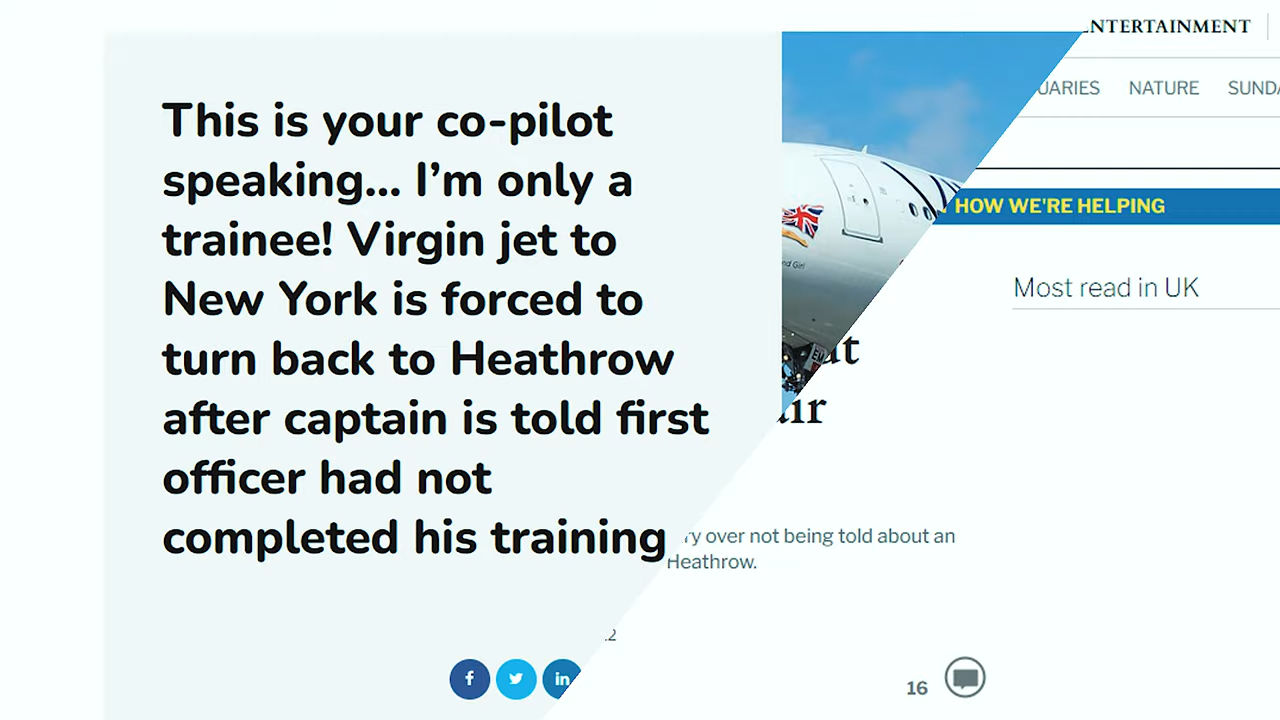 This is your co-pilot
speaking... I'm only a
trainee! Virgin jet to
New York is forced to
turn back to Heathrow
after captain is told first
officer had not
completed his training
NTERTAINMENT
UARIES NATURE SUND
HOW WE'RE HELPING
Most read in UK
ry over not being told about an
Heathrow.
16